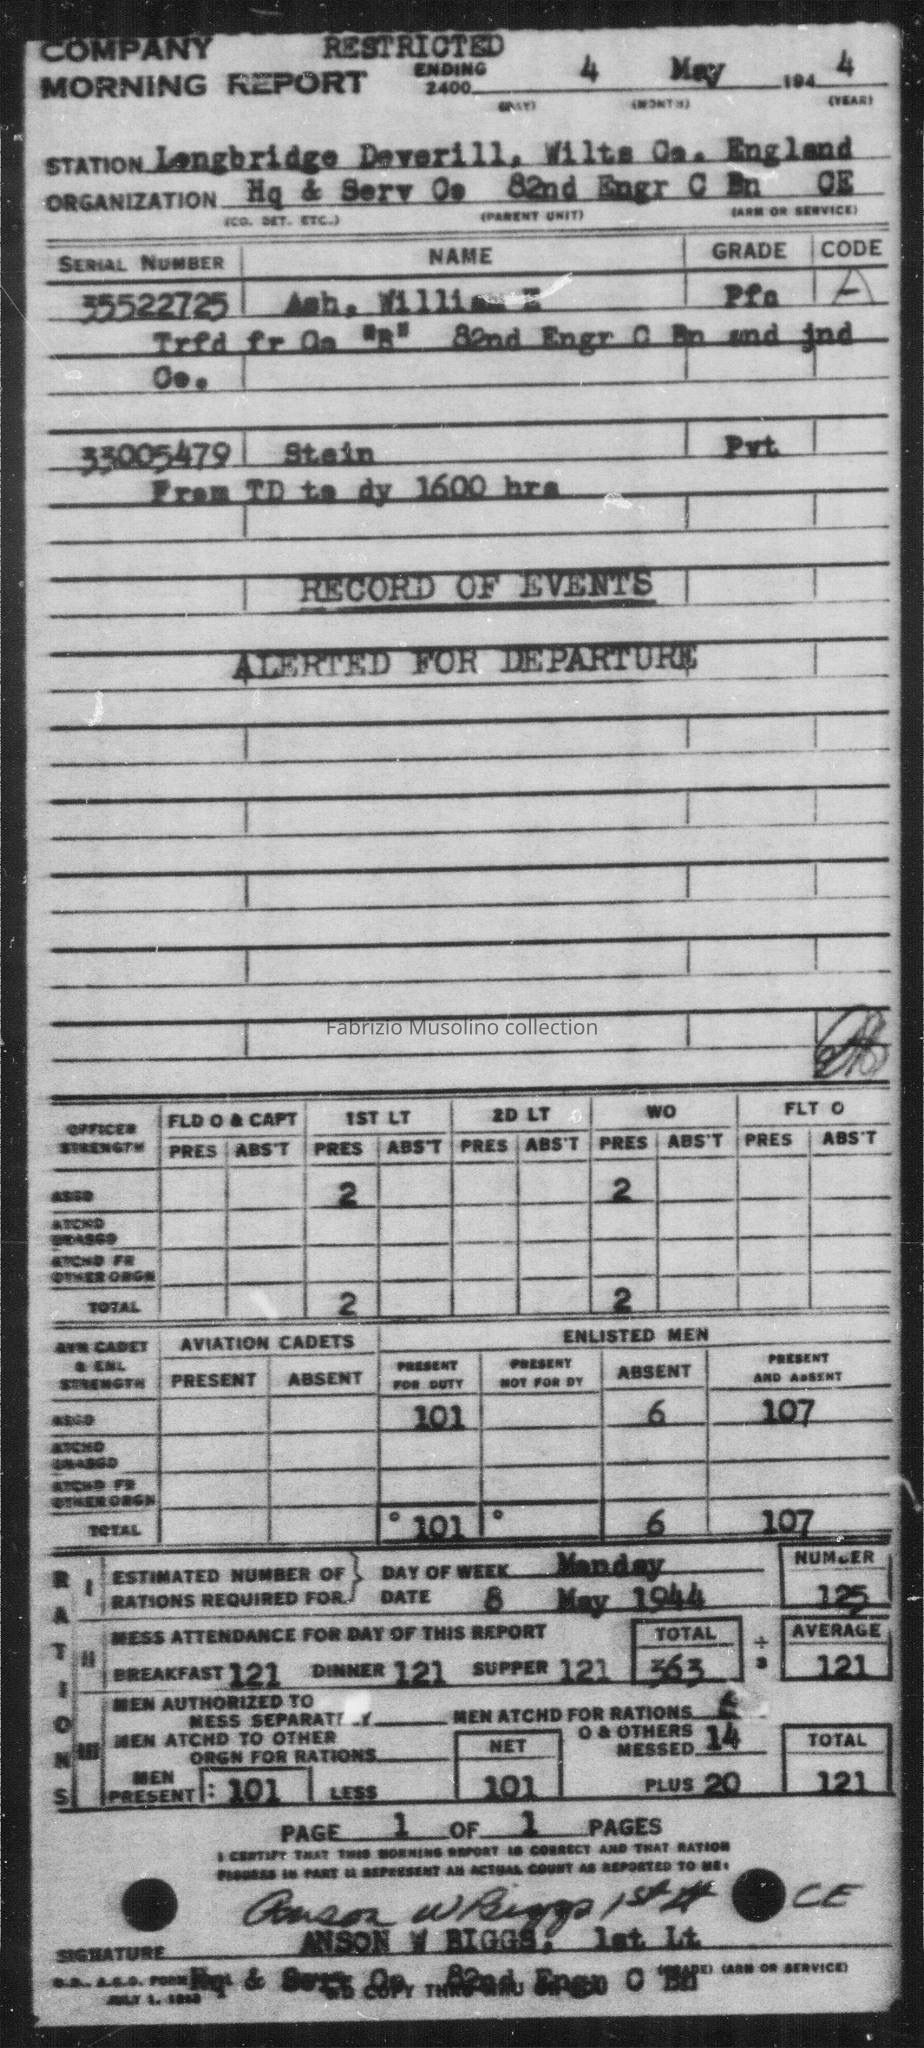 COMPANY RESTRICTED
MORNING REPORT ENDING 2400 4 May 194 4
(DAY) (MONTH) (YEAR)
STATION Longbridge Deverill, Wilts Co. England
ORGANIZATION Hq & Serv Co 82nd Engr C Bn CE
(CO. DET. ETC.) (PARENT UNIT) (ARM OR SERVICE)
SERIAL NUMBER NAME GRADE CODE
35522725 Ash, William E Pfc
Trfd fr Co "B" 82nd Engr C Bn and jnd
Co.
33005479 Stein Pvt
From TD to dy 1600 hrs
RECORD OF EVENTS
ALERTED FOR DEPARTURE
Fabrizio Musolino collection
OFFICER STRENGTH FLD O & CAPT 1ST LT 2D LT WO FLT O
PRES ABS'T PRES ABS'T PRES ABS'T PRES ABS'T PRES ABS'T
ASGD 2 2
ATCHD UNASGD
ATCHD FR OTHER ORGN
TOTAL 2 2
AVN CADET & ENL STRENGTH AVIATION CADETS ENLISTED MEN
PRESENT ABSENT PRESENT FOR DUTY PRESENT NOT FOR DY ABSENT PRESENT AND ABSENT
ASGD 101 6 107
ATCHD UNASGD
ATCHD FR OTHER ORGN
TOTAL 101 6 107
RATIONS
I ESTIMATED NUMBER OF DAY OF WEEK Monday NUMBER
RATIONS REQUIRED FOR DATE 8 May 1944 125
II MESS ATTENDANCE FOR DAY OF THIS REPORT TOTAL ÷ AVERAGE
BREAKFAST 121 DINNER 121 SUPPER 121 363 3 121
III MEN AUTHORIZED TO MESS SEPARATELY MEN ATCHD FOR RATIONS 6
MEN ATCHD TO OTHER ORGN FOR RATIONS NET O & OTHERS MESSED 14 TOTAL
MEN PRESENT 101 LESS 101 PLUS 20 121
PAGE 1 OF 1 PAGES
I CERTIFY THAT THIS MORNING REPORT IS CORRECT AND THAT RATION
FIGURES IN PART II REPRESENT AN ACTUAL COUNT AS REPORTED TO ME:
Anson W Biggs 1st Lt CE
SIGNATURE ANSON W BIGGS, 1st Lt
(GRADE) (ARM OR SERVICE)
W.D., A.G.O. FORM Hq & Serv Co 82nd Engr C Bn
JULY 1, 1943 COPY THRU